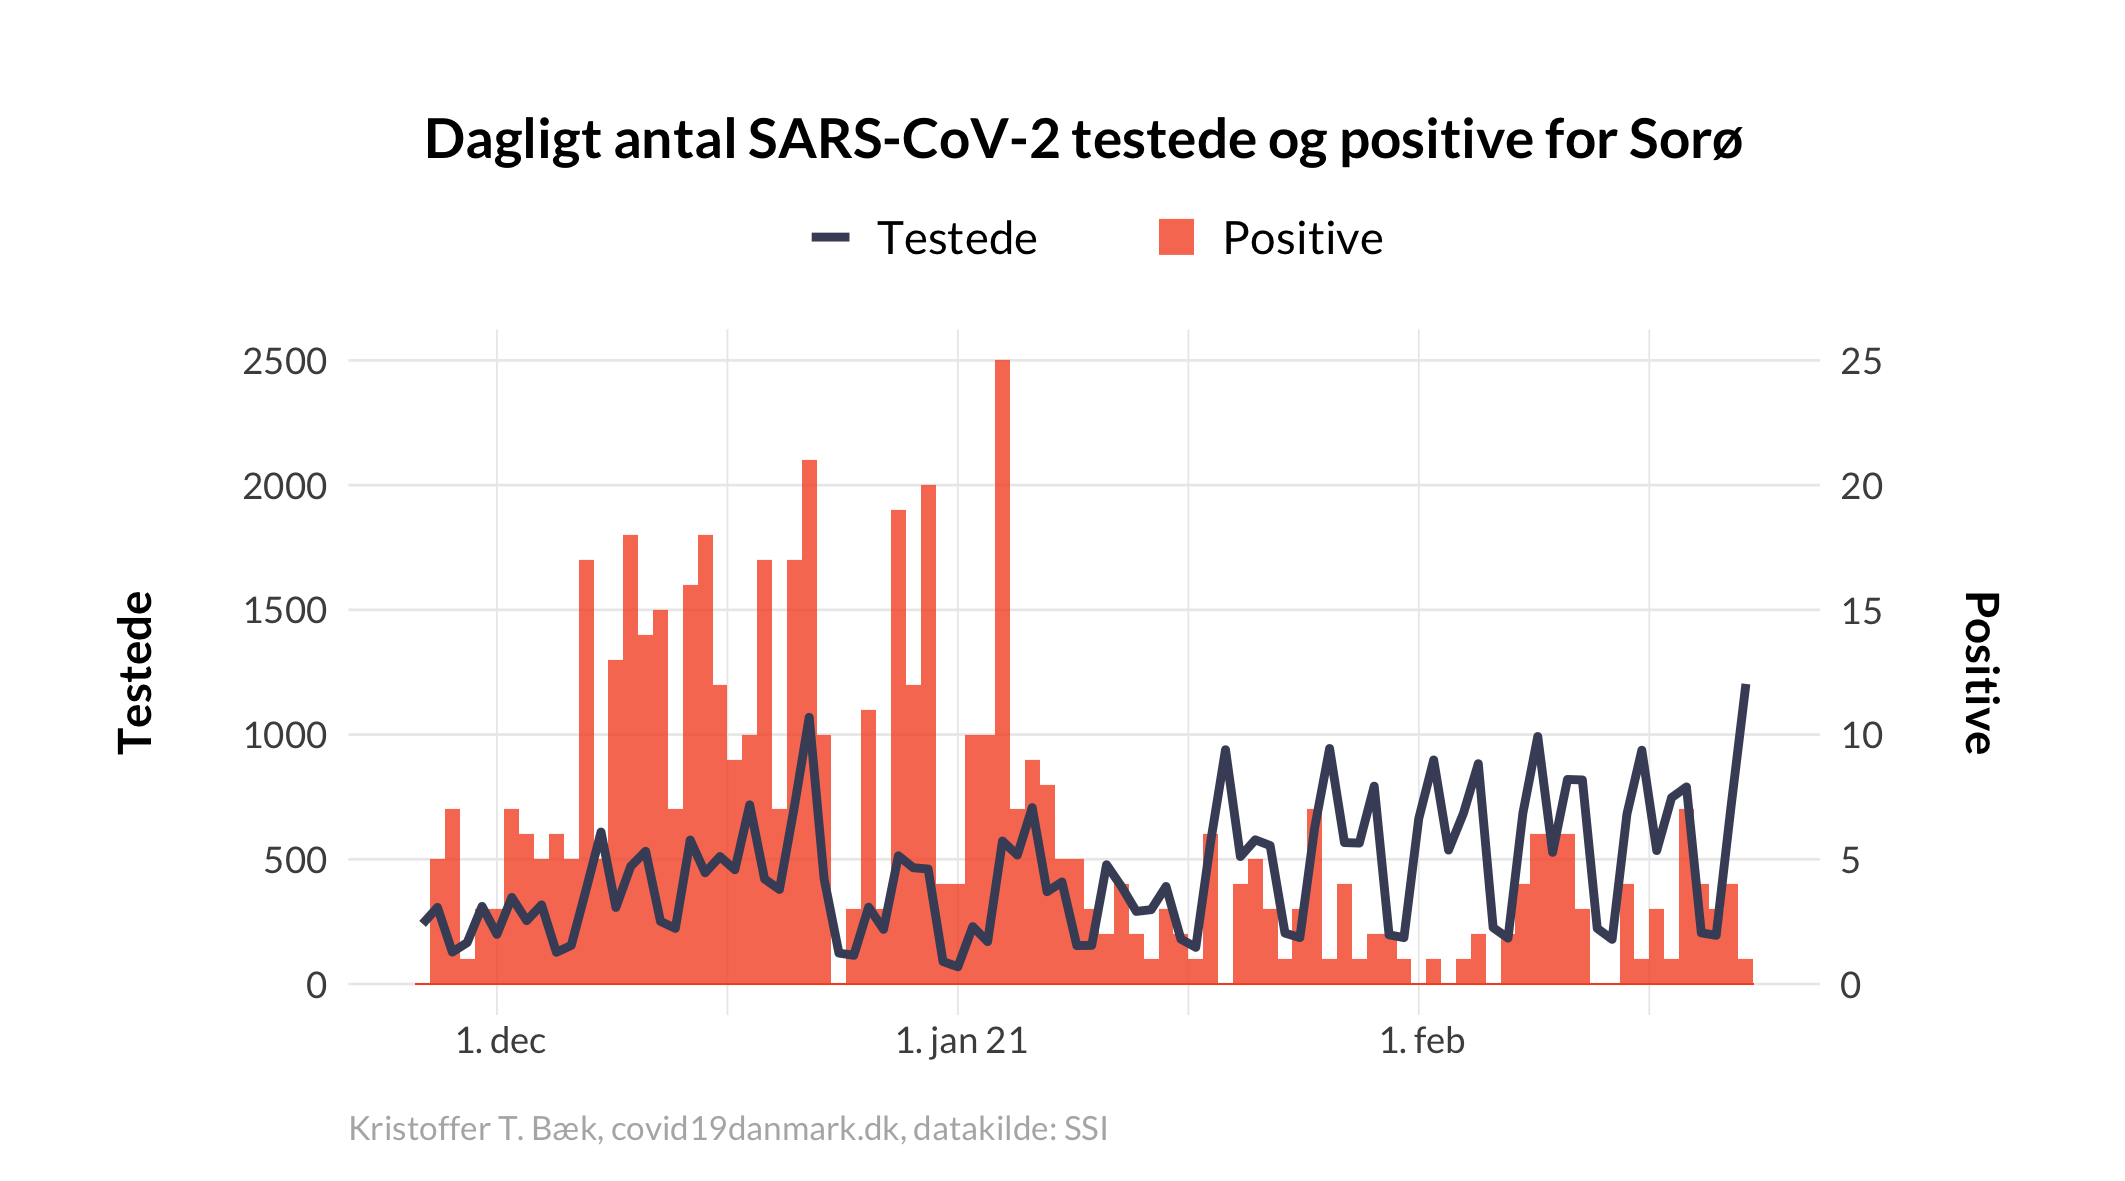 Dagligt antal SARS-CoV-2 testede og positive for Sorø
Testede Positive
2500 25
2000 20
1500 15
1000 10
500 5
0 0
Testede
Positive
1. dec 1. jan 21 1. feb
Kristoffer T. Bæk, covid19danmark.dk, datakilde: SSI